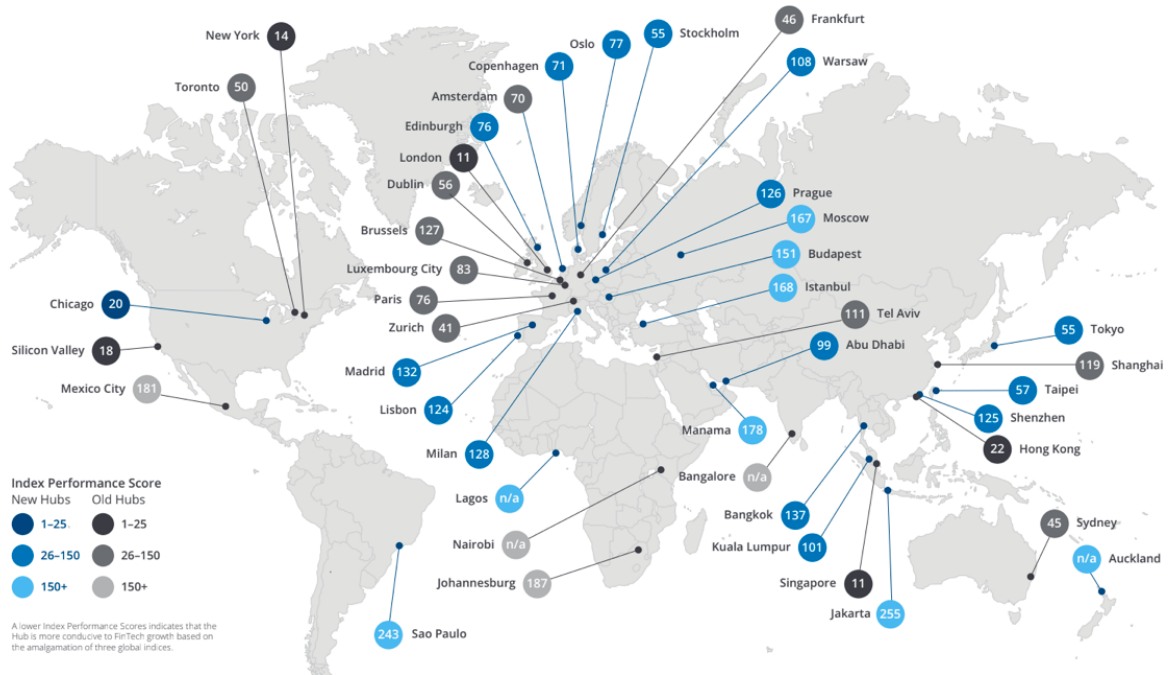 New York 14
Toronto 50
Frankfurt 46
Oslo 77
Stockholm 55
Copenhagen 71
Warsaw 108
Amsterdam 70
Edinburgh 76
London 11
Dublin 56
Brussels 127
Luxembourg City 83
Paris 76
Zurich 41
Prague 126
Moscow 167
Budapest 151
Istanbul 168
Tel Aviv 111
Abu Dhabi 99
Tokyo 55
Shanghai 119
Taipei 57
Shenzhen 125
Hong Kong 22
Chicago 20
Silicon Valley 18
Mexico City 181
Madrid 132
Lisbon 124
Milan 128
Manama 178
Bangalore n/a
Lagos n/a
Nairobi n/a
Johannesburg 187
Bangkok 137
Kuala Lumpur 101
Singapore 11
Jakarta 255
Sydney 45
Auckland n/a
Sao Paulo 243
Index Performance Score
New Hubs Old Hubs
1–25 1–25
26–150 26–150
150+ 150+
A lower Index Performance Scores indicates that the
Hub is more conducive to FinTech growth based on
the amalgamation of three global indices.